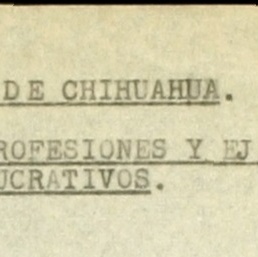 DE CHIHUAHUA.
ROFESIONES Y EJ
UCRATIVOS.